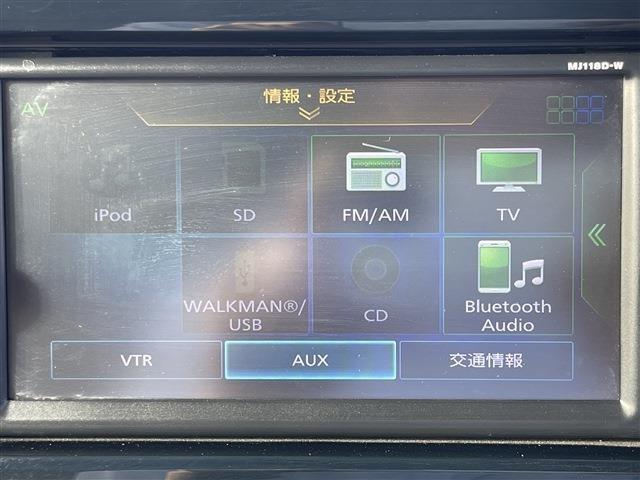 MJ118D-W
情報・設定
AV
iPod
SD
FM/AM
TV
WALKMAN®/
USB
CD
Bluetooth
Audio
VTR
AUX
交通情報